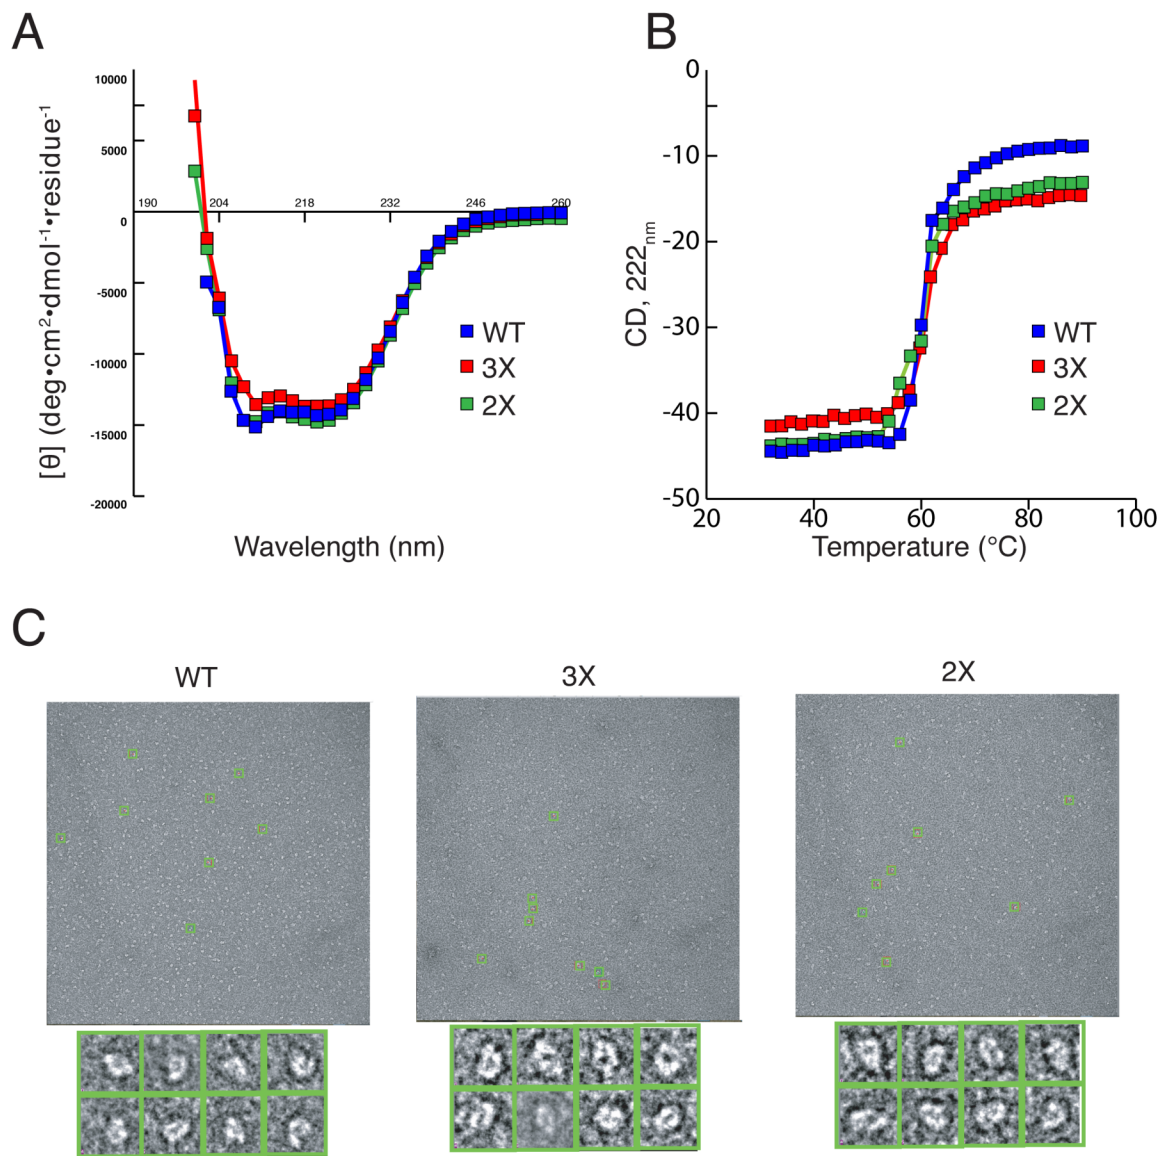 A
10000
5000
0
-5000
-10000
-15000
-20000
190
204
218
232
246
260
[θ] (deg•cm²•dmol⁻¹•residue⁻¹
WT
3X
2X
Wavelength (nm)
B
0
-10
-20
-30
-40
-50
20
40
60
80
100
CD, 222nm
WT
3X
2X
Temperature (°C)
C
WT
3X
2X